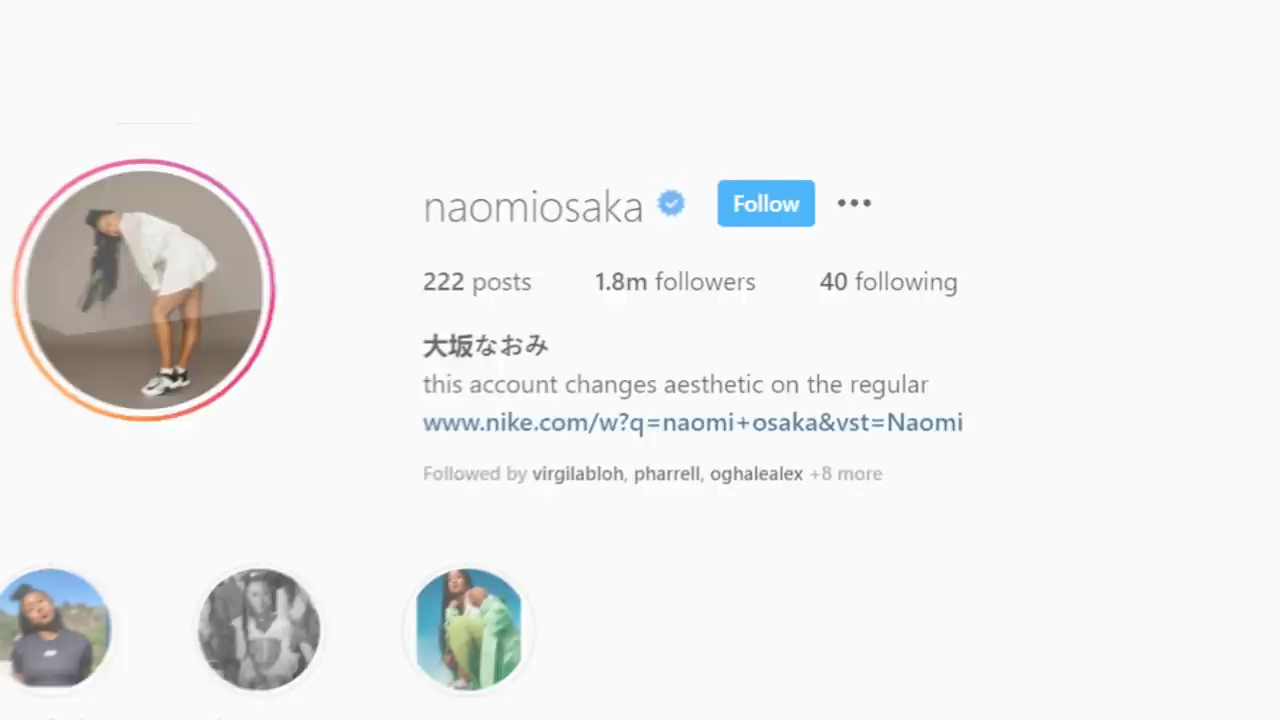 naomiosaka Follow
222 posts 1.8m followers 40 following
大坂なおみ
this account changes aesthetic on the regular
www.nike.com/w?q=naomi+osaka&vst=Naomi
Followed by virgilabloh, pharrell, oghalealex +8 more